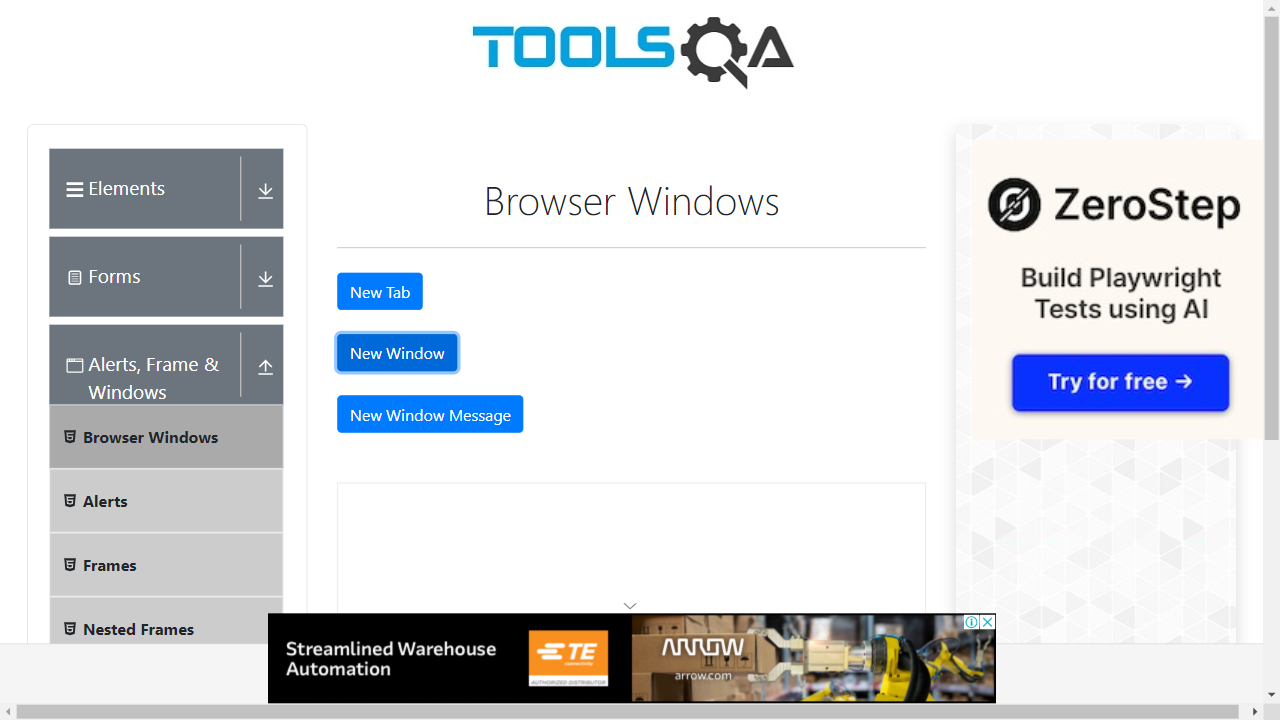 TOOLSQA
Elements
Forms
Alerts, Frame &
Windows
Browser Windows
Alerts
Frames
Nested Frames
Browser Windows
New Tab
New Window
New Window Message
ZeroStep
Build Playwright
Tests using AI
Try for free →
Streamlined Warehouse
Automation
TE
connectivity
AUTHORIZED DISTRIBUTOR
ARROW
arrow.com